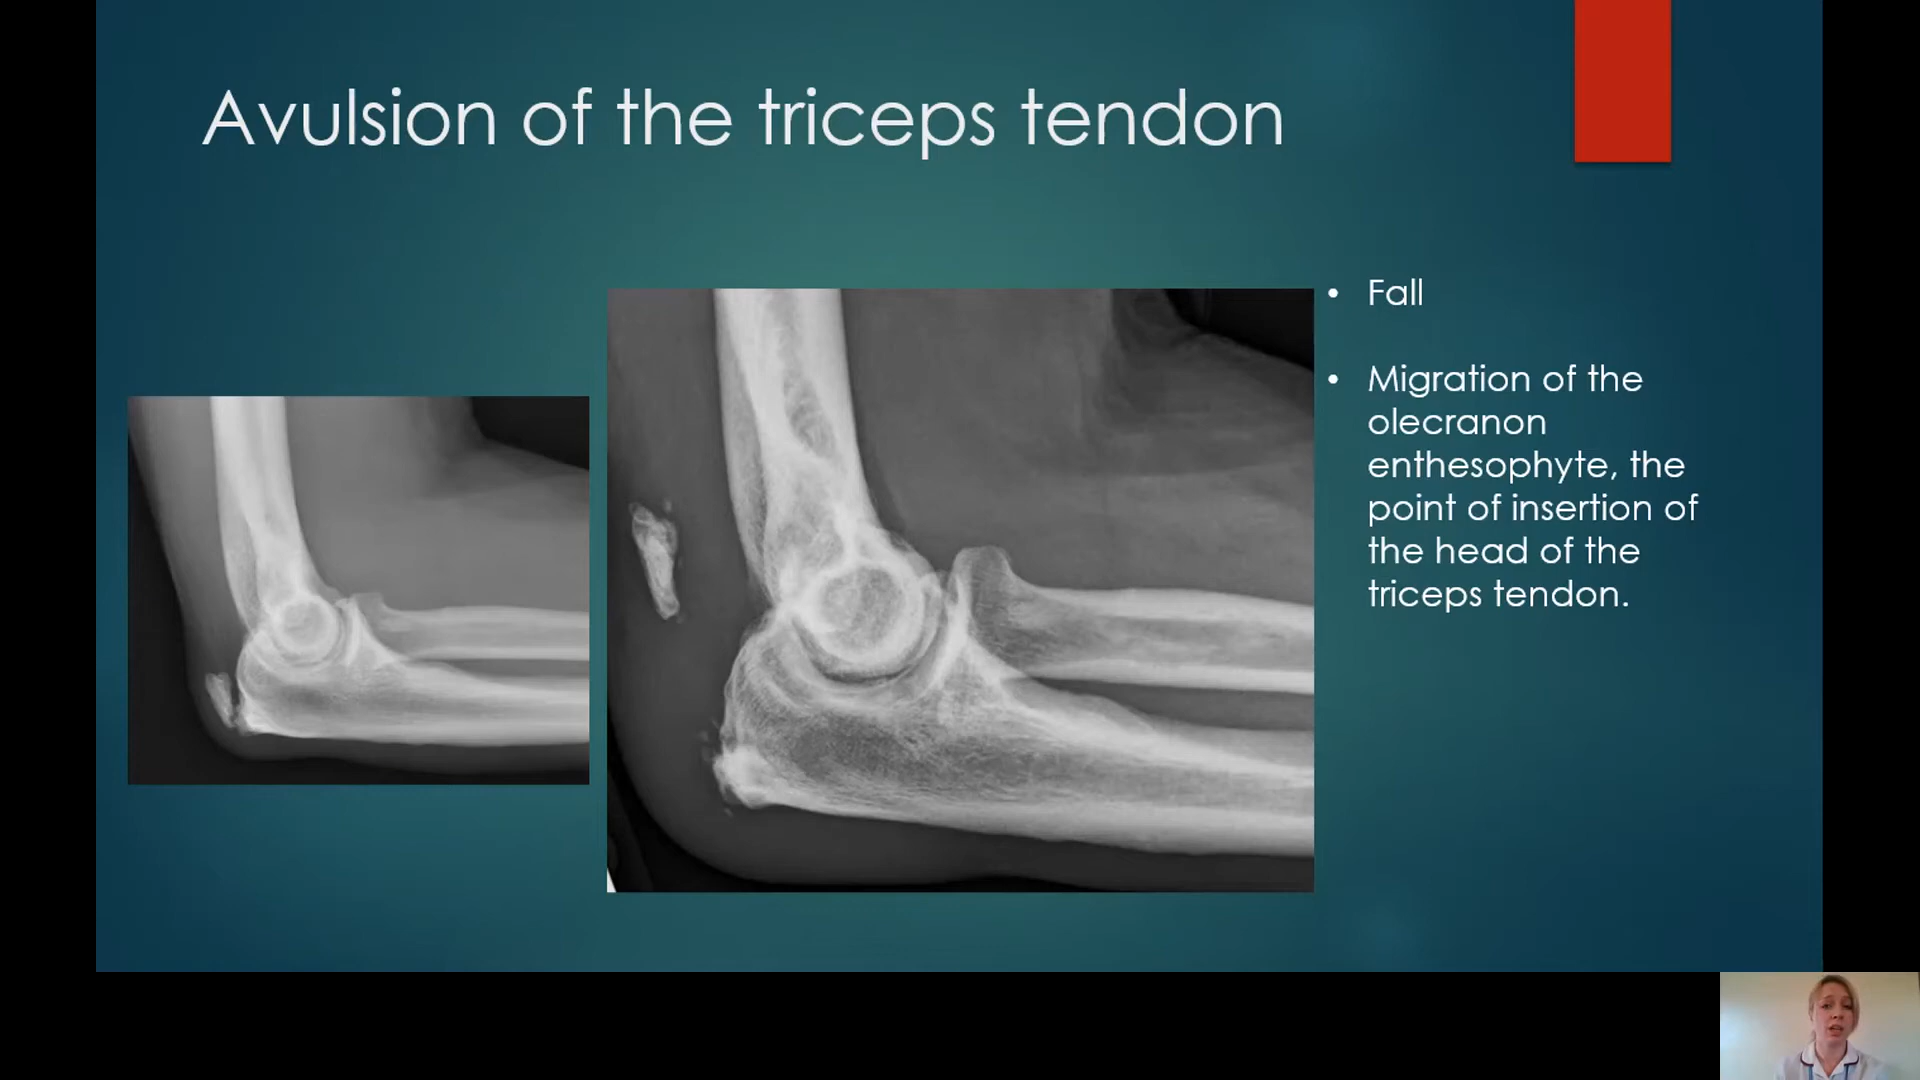 Avulsion of the triceps tendon
• Fall
• Migration of the
olecranon
enthesophyte, the
point of insertion of
the head of the
triceps tendon.